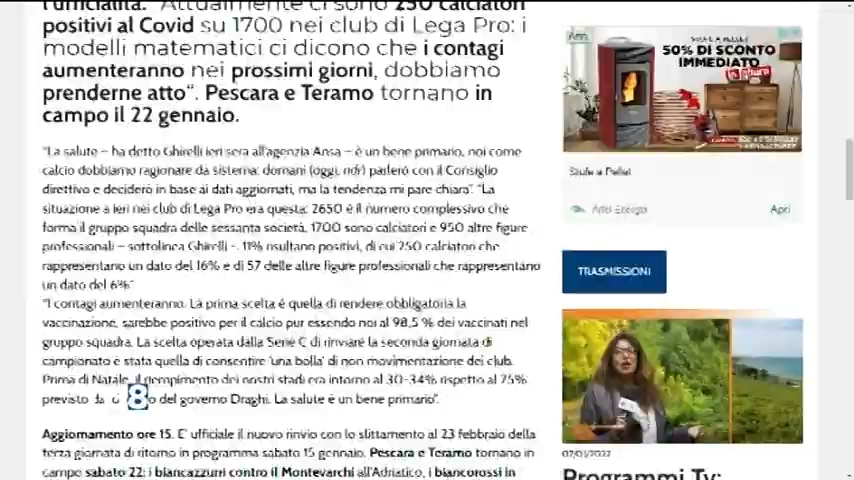 l'ufficialità. "Attualmente ci sono 250 calciatori
positivi al Covid su 1700 nei club di Lega Pro: i
modelli matematici ci dicono che i contagi
aumenteranno nei prossimi giorni, dobbiamo
prenderne atto". Pescara e Teramo tornano in
campo il 22 gennaio.
"La salute – ha detto Ghirelli ieri sera all'agenzia Ansa – è un bene primario, noi come
calcio dobbiamo ragionare da sistema: domani (oggi, ndr) parlerò con il Consiglio
direttivo e deciderò in base ai dati aggiornati, ma la tendenza mi pare chiara". "La
situazione a ieri nei club di Lega Pro era questa: 2650 è il numero complessivo che
forma il gruppo squadra delle sessanta società, 1700 sono calciatori e 950 altre figure
professionali – sottolinea Ghirelli -. 11% risultano positivi, di cui 250 calciatori che
rappresentano un dato del 16% e di 57 delle altre figure professionali che rappresentano
un dato del 6%"
"I contagi aumenteranno. La prima scelta è quella di rendere obbligatoria la
vaccinazione, sarebbe positivo per il calcio pur essendo noi al 98,5 % dei vaccinati nel
gruppo squadra. La scelta operata dalla Serie C di rinviare la seconda giornata di
campionato è stata quella di consentire 'una bolla' di non movimentazione dei club.
Prima di Natale, il riempimento dei nostri stadi era intorno al 30-34% rispetto al 75%
previsto 8 del governo Draghi. La salute è un bene primario".
Aggiornamento ore 15. E' ufficiale il nuovo rinvio con lo slittamento al 23 febbraio della
terza giornata di ritorno in programma sabato 15 gennaio. Pescara e Teramo tornano in
campo sabato 22: i biancazzurri contro il Montevarchi all'Adriatico, i biancorossi in
50% DI SCONTO
IMMEDIATO
Stufe a Pellet
Artel Energia
Apri
TRASMISSIONI
07/01/2022
Programmi Tv: